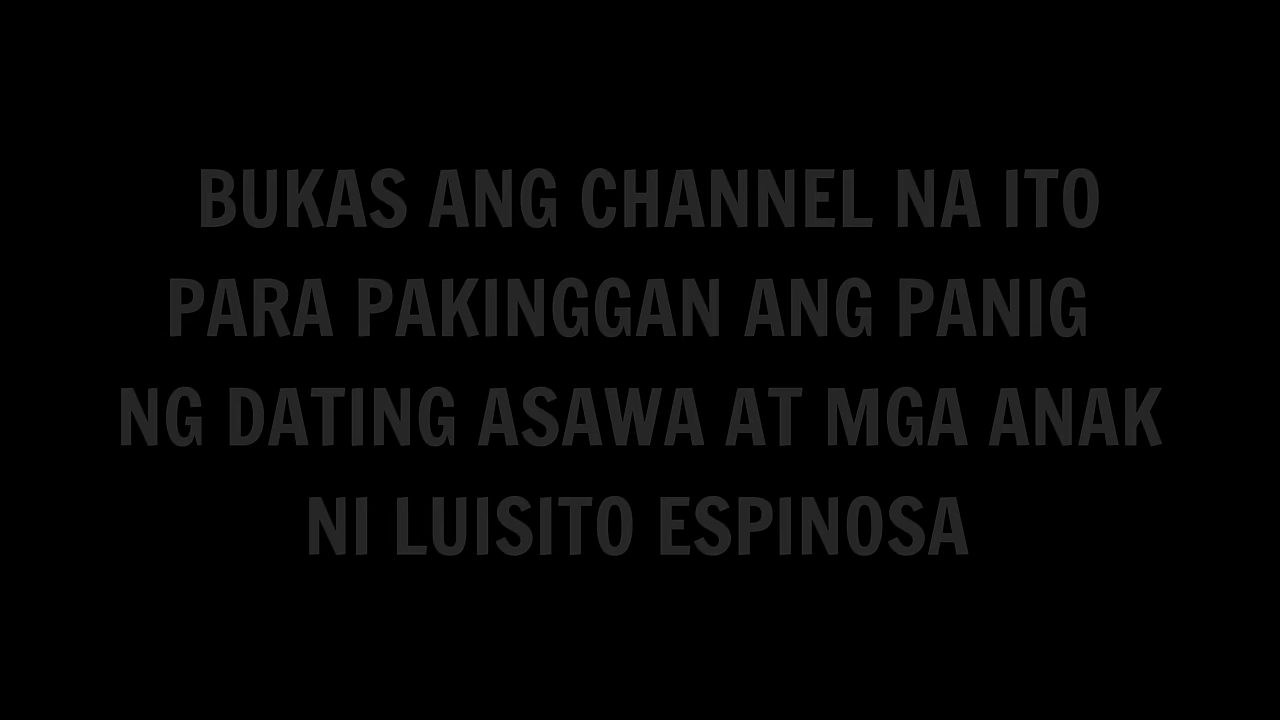 BUKAS ANG CHANNEL NA ITO
PARA PAKINGGAN ANG PANIG
NG DATING ASAWA AT MGA ANAK
NI LUISITO ESPINOSA